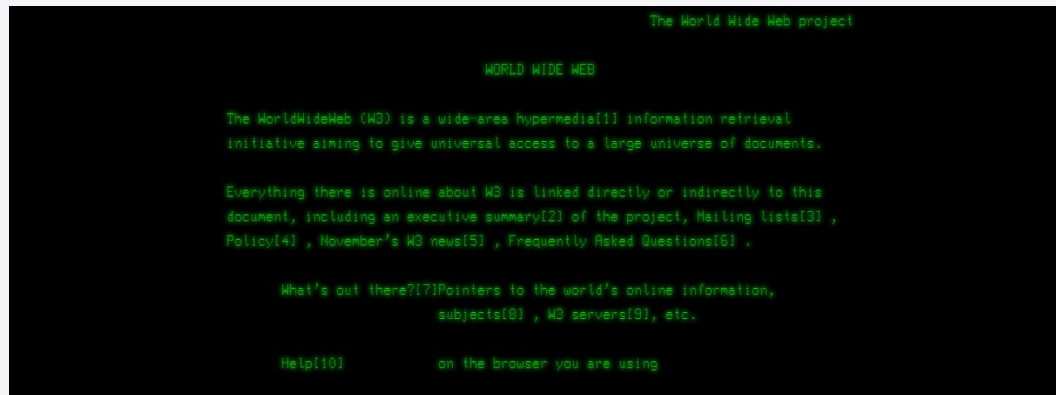 The World Wide Web project
WORLD WIDE WEB
The WorldWideWeb (W3) is a wide-area hypermedia[1] information retrieval
initiative aiming to give universal access to a large universe of documents.
Everything there is online about W3 is linked directly or indirectly to this
document, including an executive summary[2] of the project, Mailing lists[3] ,
Policy[4] , November's W3 news[5] , Frequently Asked Questions[6] .
What's out there?[7]Pointers to the world's online information,
subjects[8] , W3 servers[9], etc.
Help[10] on the browser you are using